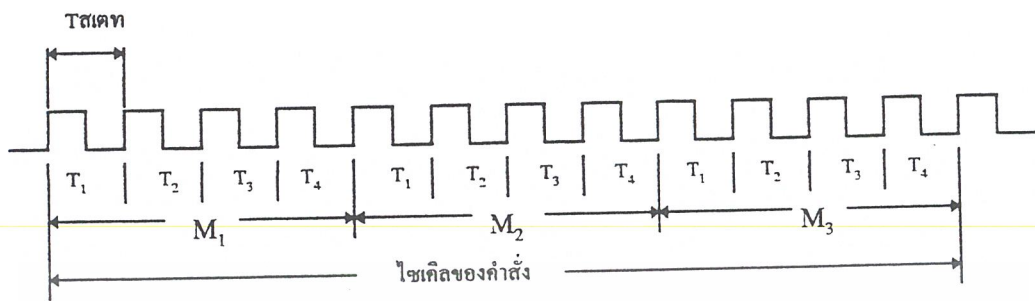 Tสเตท
T₁ T₂ T₃ T₄ T₁ T₂ T₃ T₄ T₁ T₂ T₃ T₄
M₁ M₂ M₃
ไซเคิลของคำสั่ง